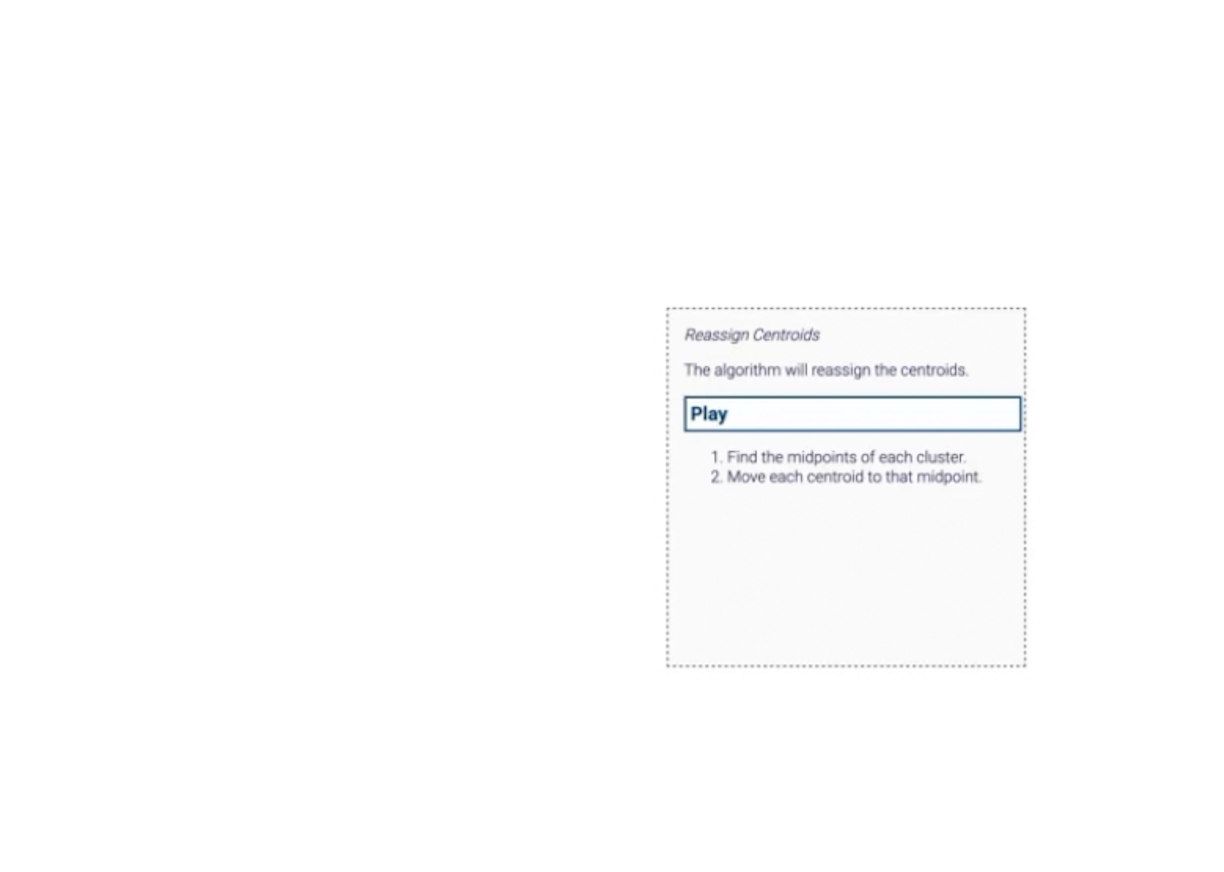 Reassign Centroids
The algorithm will reassign the centroids.
Play
1. Find the midpoints of each cluster.
2. Move each centroid to that midpoint.